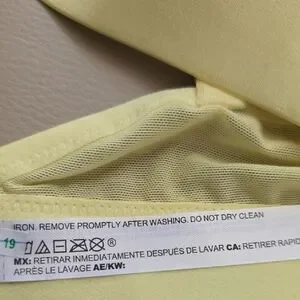 IRON. REMOVE PROMPTLY AFTER WASHING. DO NOT DRY CLEAN
19
MX: RETIRAR INMEDIATAMENTE DESPUÉS DE LAVAR CA: RETIRER RAPID
APRÈS LE LAVAGE AE/KW: